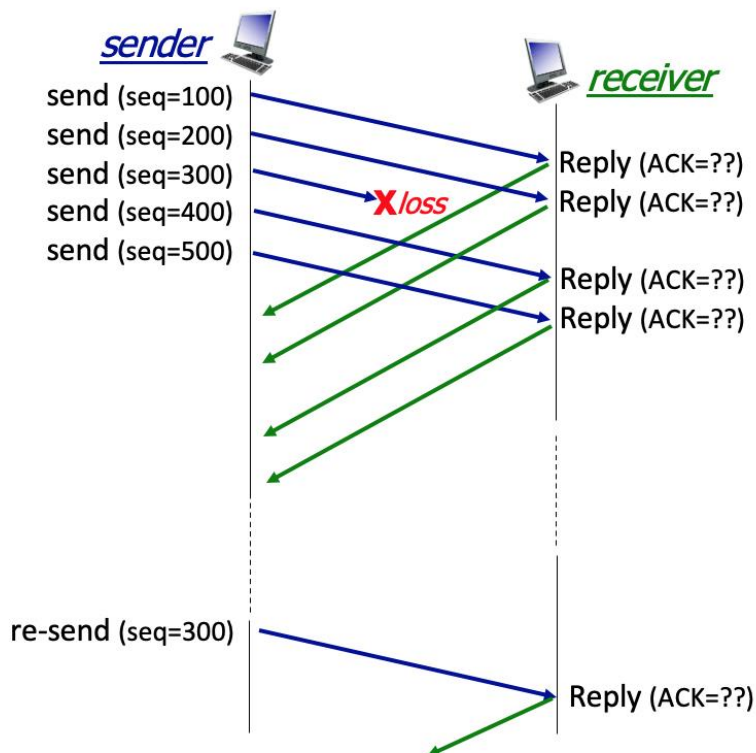 sender
receiver
send (seq=100)
send (seq=200)
send (seq=300)
send (seq=400)
send (seq=500)
X loss
Reply (ACK=??)
Reply (ACK=??)
Reply (ACK=??)
Reply (ACK=??)
re-send (seq=300)
Reply (ACK=??)